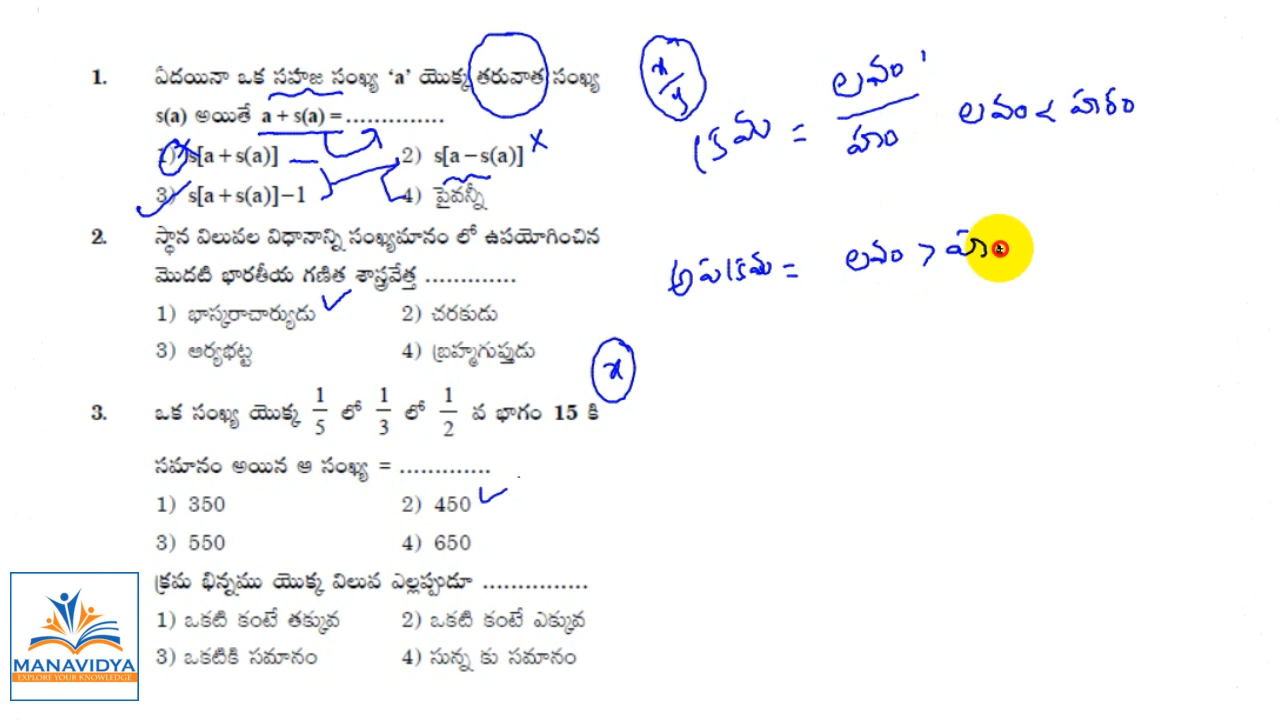 1. ఏదయినా ఒక సహజ సంఖ్య 'a' యొక్క తరువాత సంఖ్య
s(a) అయితే a + s(a) = ..............
1) s[a + s(a)] 2) s[a – s(a)]
3) s[a + s(a)] – 1 4) పైవన్నీ
2. స్థాన విలువల విధానాన్ని సంఖ్యమానం లో ఉపయోగించిన
మొదటి భారతీయ గణిత శాస్త్రవేత్త .............
1) భాస్కరాచార్యుడు 2) చరకుడు
3) ఆర్యభట్ట 4) బ్రహ్మగుప్తుడు
3. ఒక సంఖ్య యొక్క 1/5 లో 1/3 లో 1/2 వ భాగం 15 కి
సమానం అయిన ఆ సంఖ్య = .............
1) 350 2) 450
3) 550 4) 650
క్రమ భిన్నము యొక్క విలువ ఎల్లప్పుడూ ...............
1) ఒకటి కంటే తక్కువ 2) ఒకటి కంటే ఎక్కువ
3) ఒకటికి సమానం 4) సున్న కు సమానం
x/y
క్రమ = లవం/హం లవం < హరం
అపక్రమ = లవం > హ
x
MANAVIDYA
EXPLORE YOUR KNOWLEDGE